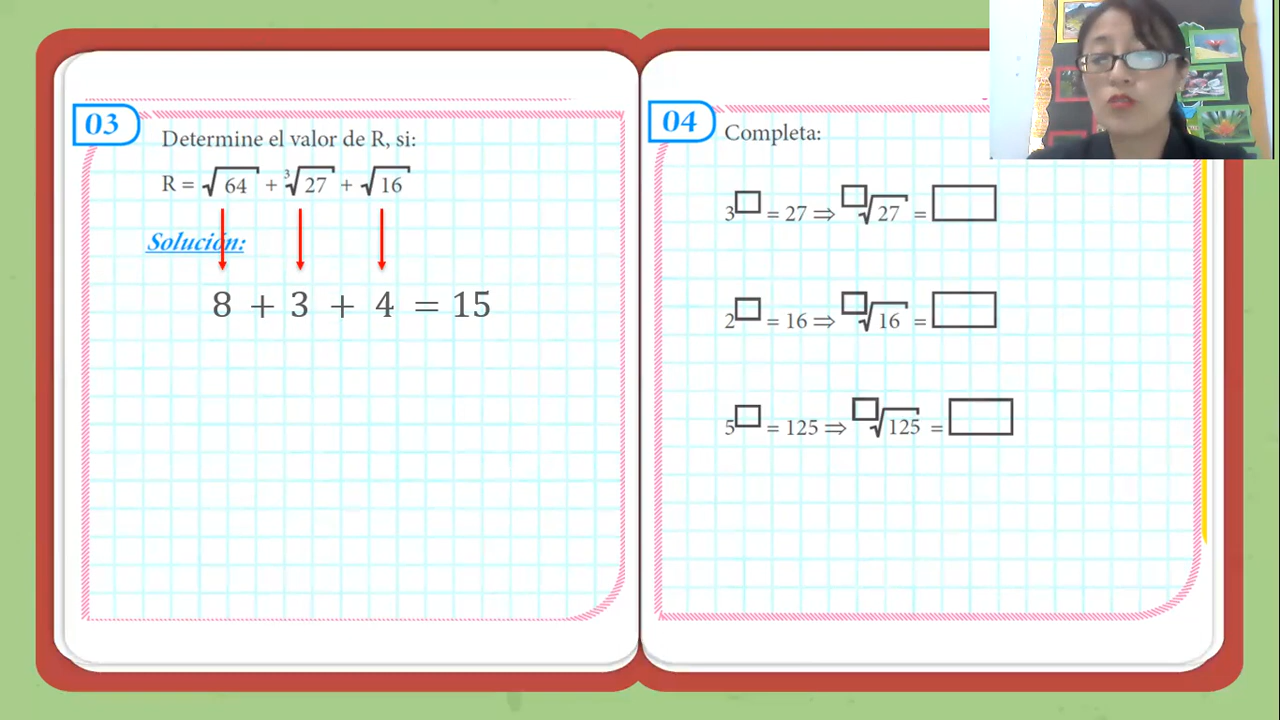 03
Determine el valor de R, si:
R = √64 + ∛27 + √16
Solución:
8 + 3 + 4 = 15
04
Completa:
3^□ = 27 ⇒ □√27 = □
2^□ = 16 ⇒ □√16 = □
5^□ = 125 ⇒ □√125 = □